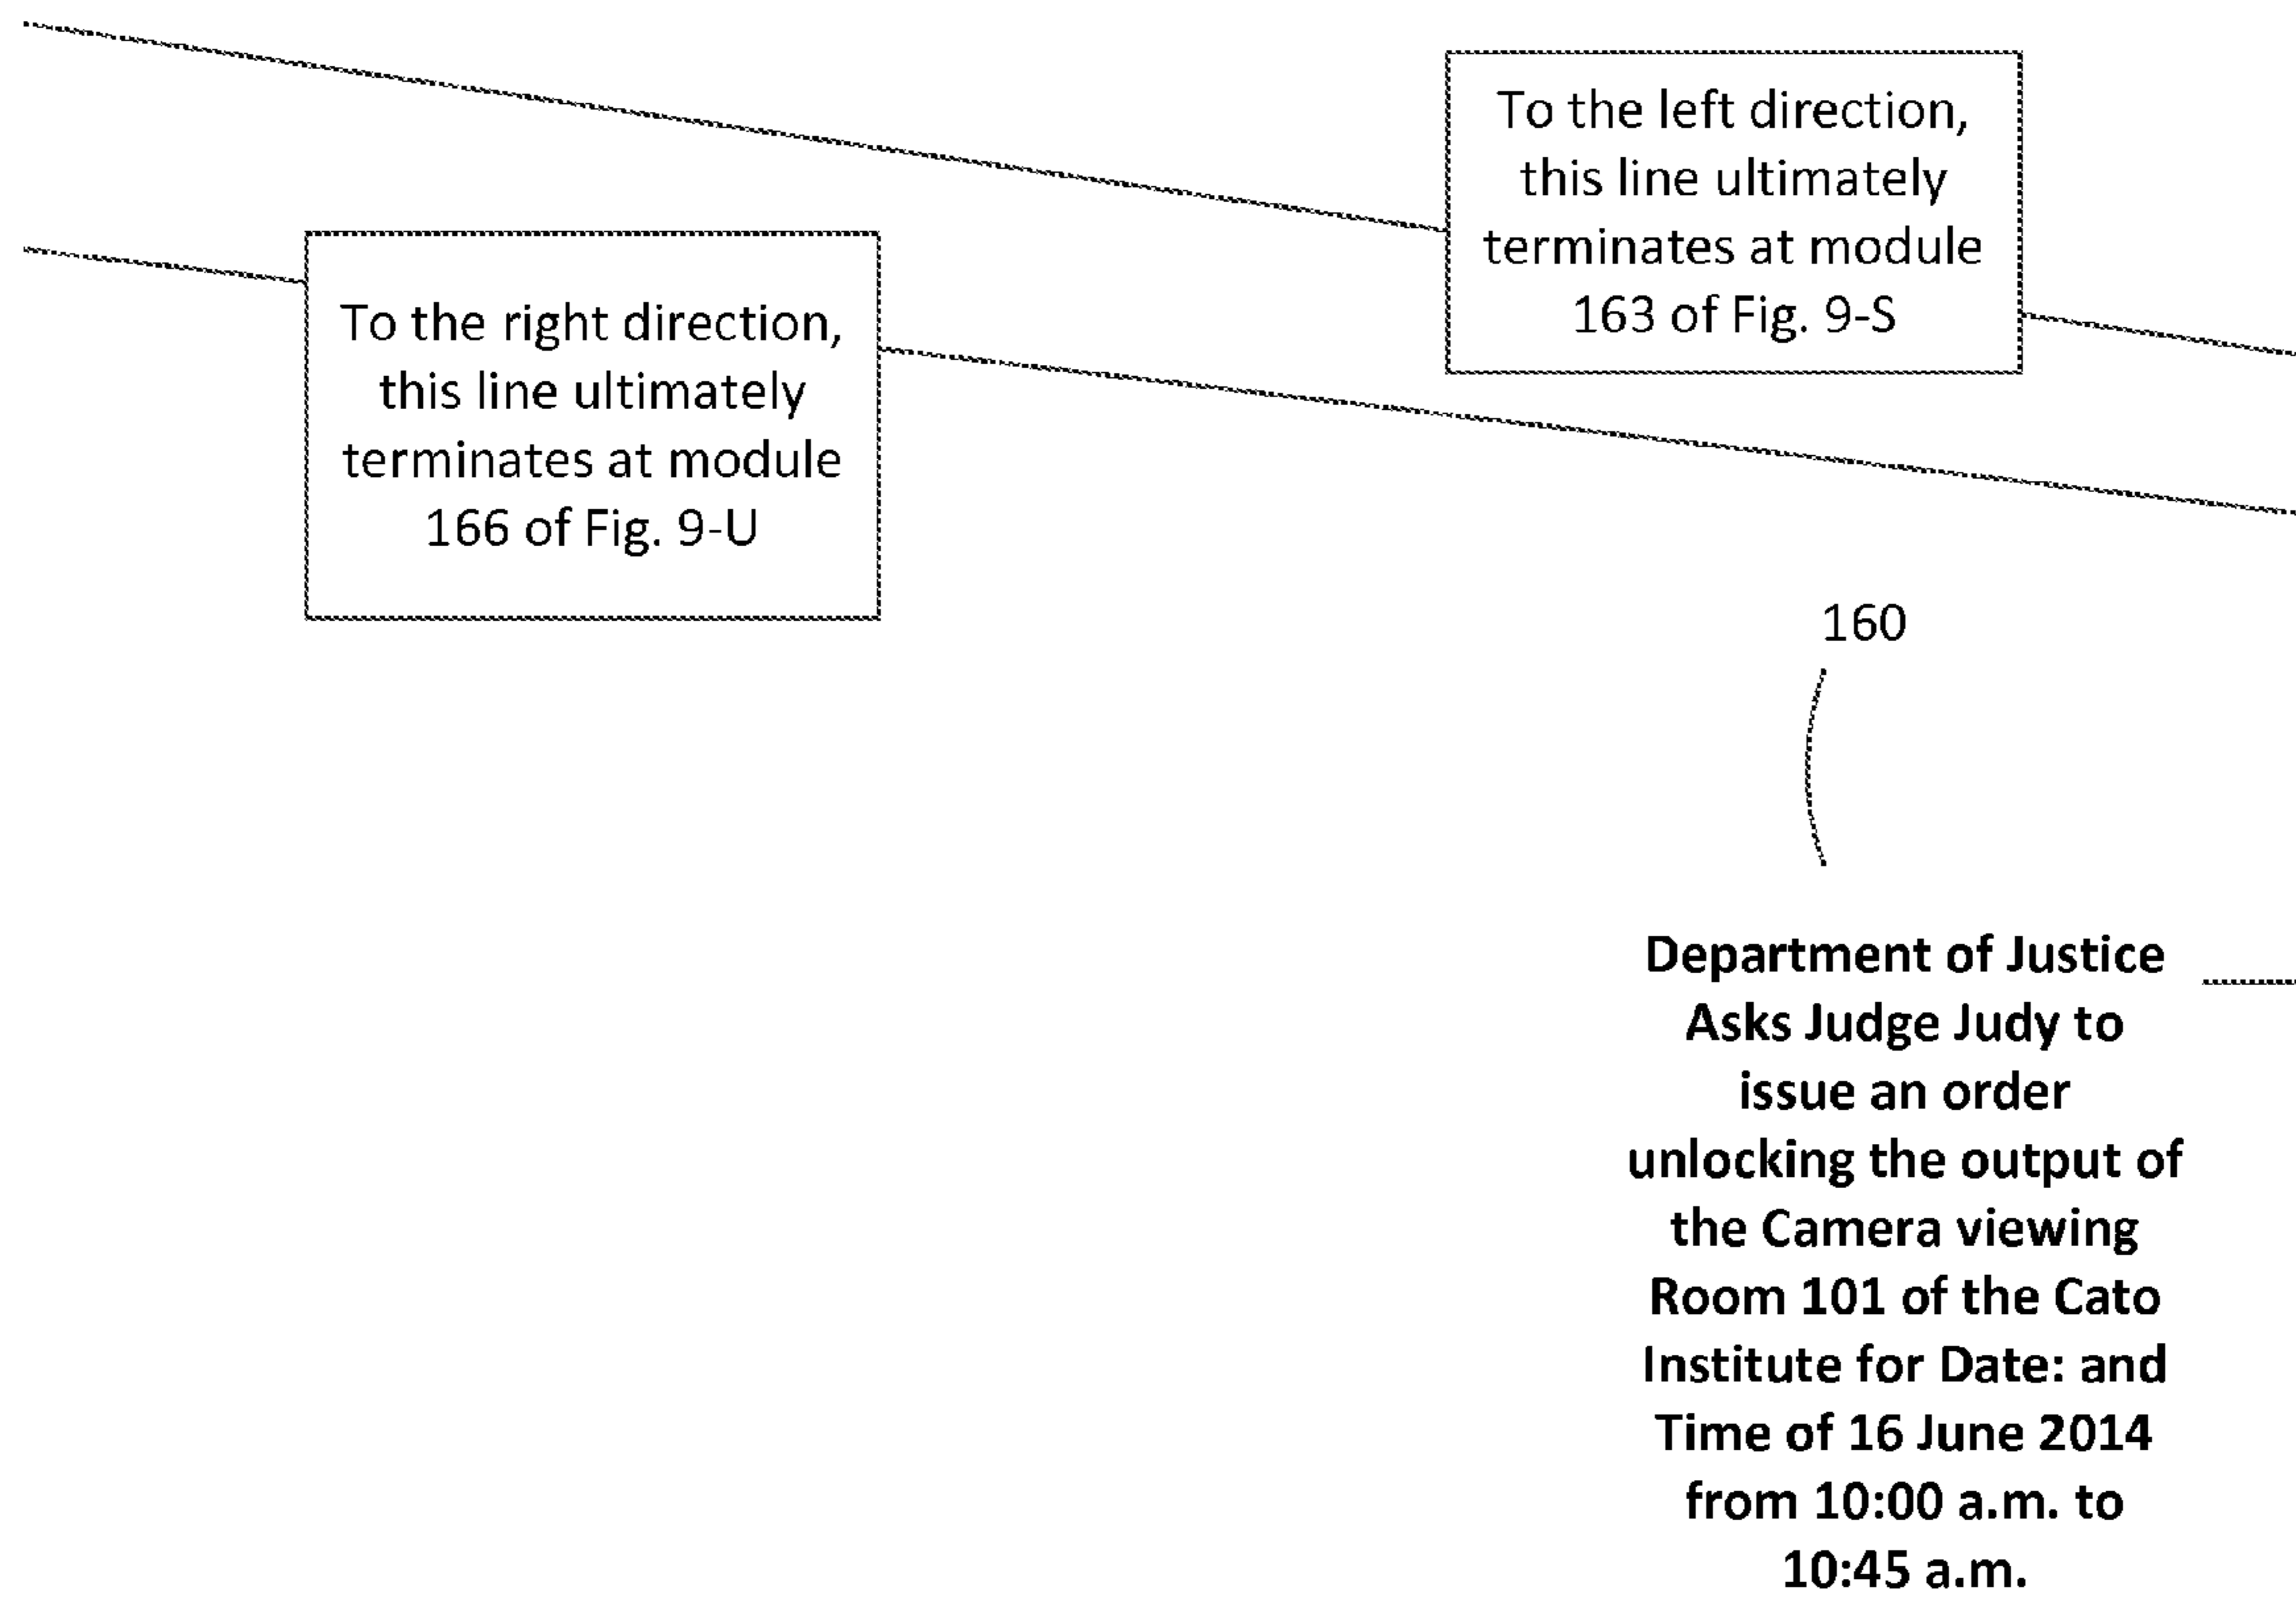 To the left direction,
this line ultimately
terminates at module
163 of Fig. 9-S
To the right direction,
this line ultimately
terminates at module
166 of Fig. 9-U
160
Department of Justice
Asks Judge Judy to
issue an order
unlocking the output of
the Camera viewing
Room 101 of the Cato
Institute for Date: and
Time of 16 June 2014
from 10:00 a.m. to
10:45 a.m.